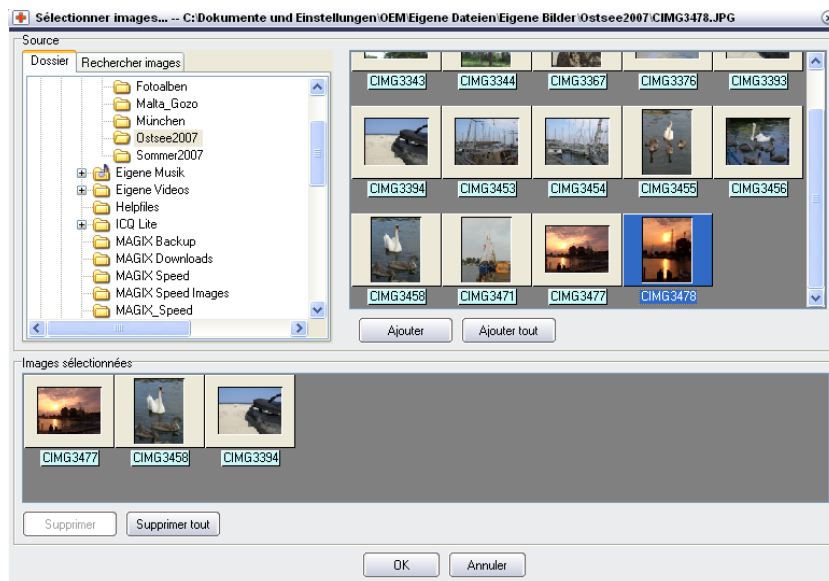 Sélectionner images... -- C:\Dokumente und Einstellungen\OEM\Eigene Dateien\Eigene Bilder\Ostsee2007\CIMG3478.JPG
Source
Dossier Rechercher images
Fotoalben
Malta_Gozo
München
Ostsee2007
Sommer2007
Eigene Musik
Eigene Videos
Helpfiles
ICQ Lite
MAGIX Backup
MAGIX Downloads
MAGIX Speed
MAGIX Speed Images
MAGIX_Speed
CIMG3343 CIMG3344 CIMG3367 CIMG3376 CIMG3393
CIMG3394 CIMG3453 CIMG3454 CIMG3455 CIMG3456
CIMG3458 CIMG3471 CIMG3477 CIMG3478
Ajouter Ajouter tout
Images sélectionnées
CIMG3477 CIMG3458 CIMG3394
Supprimer Supprimer tout
OK Annuler